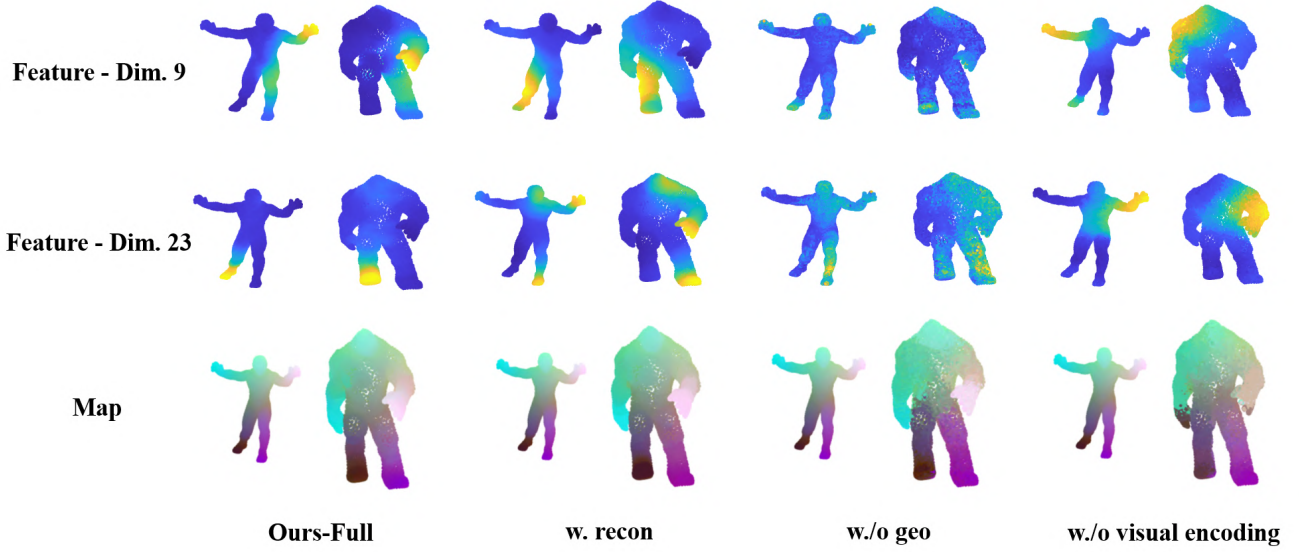 Feature - Dim. 9
Feature - Dim. 23
Map
Ours-Full
w. recon
w./o geo
w./o visual encoding